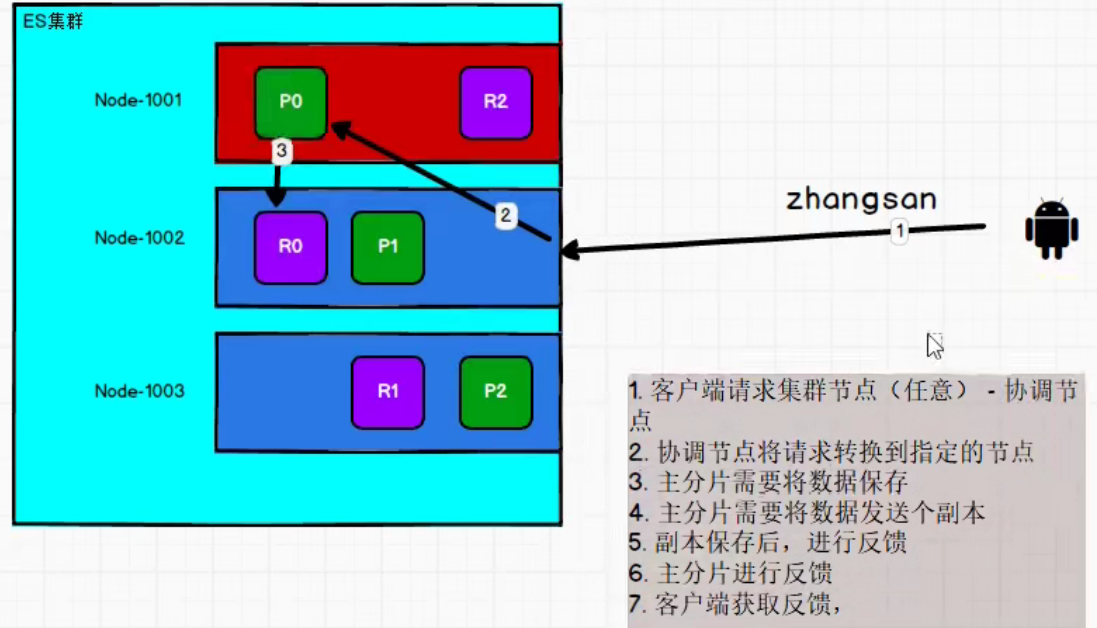 ES集群
Node-1001
P0
R2
3
2
zhangsan
1
Node-1002
R0
P1
Node-1003
R1
P2
1. 客户端请求集群节点（任意） - 协调节
点
2. 协调节点将请求转换到指定的节点
3. 主分片需要将数据保存
4. 主分片需要将数据发送个副本
5. 副本保存后，进行反馈
6. 主分片进行反馈
7. 客户端获取反馈，